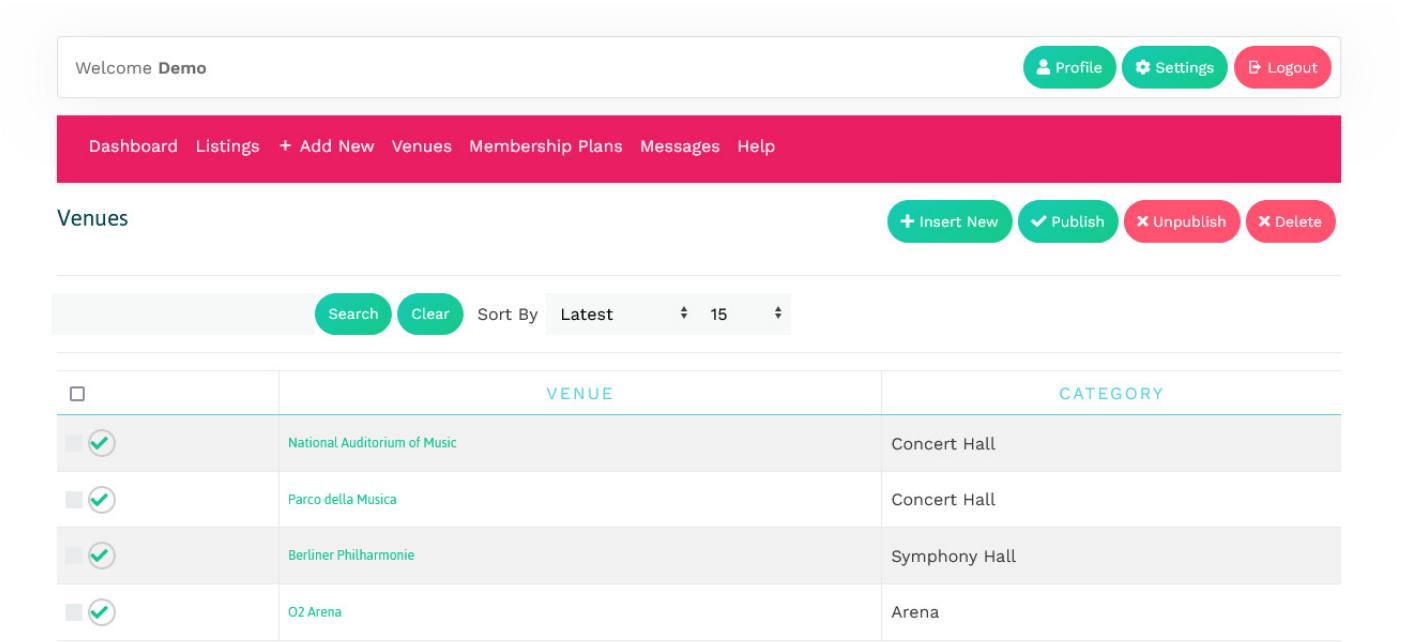 Welcome Demo Profile Settings Logout
Dashboard Listings + Add New Venues Membership Plans Messages Help
Venues + Insert New Publish Unpublish Delete
Search Clear Sort By Latest 15
VENUE CATEGORY
National Auditorium of Music Concert Hall
Parco della Musica Concert Hall
Berliner Philharmonie Symphony Hall
O2 Arena Arena